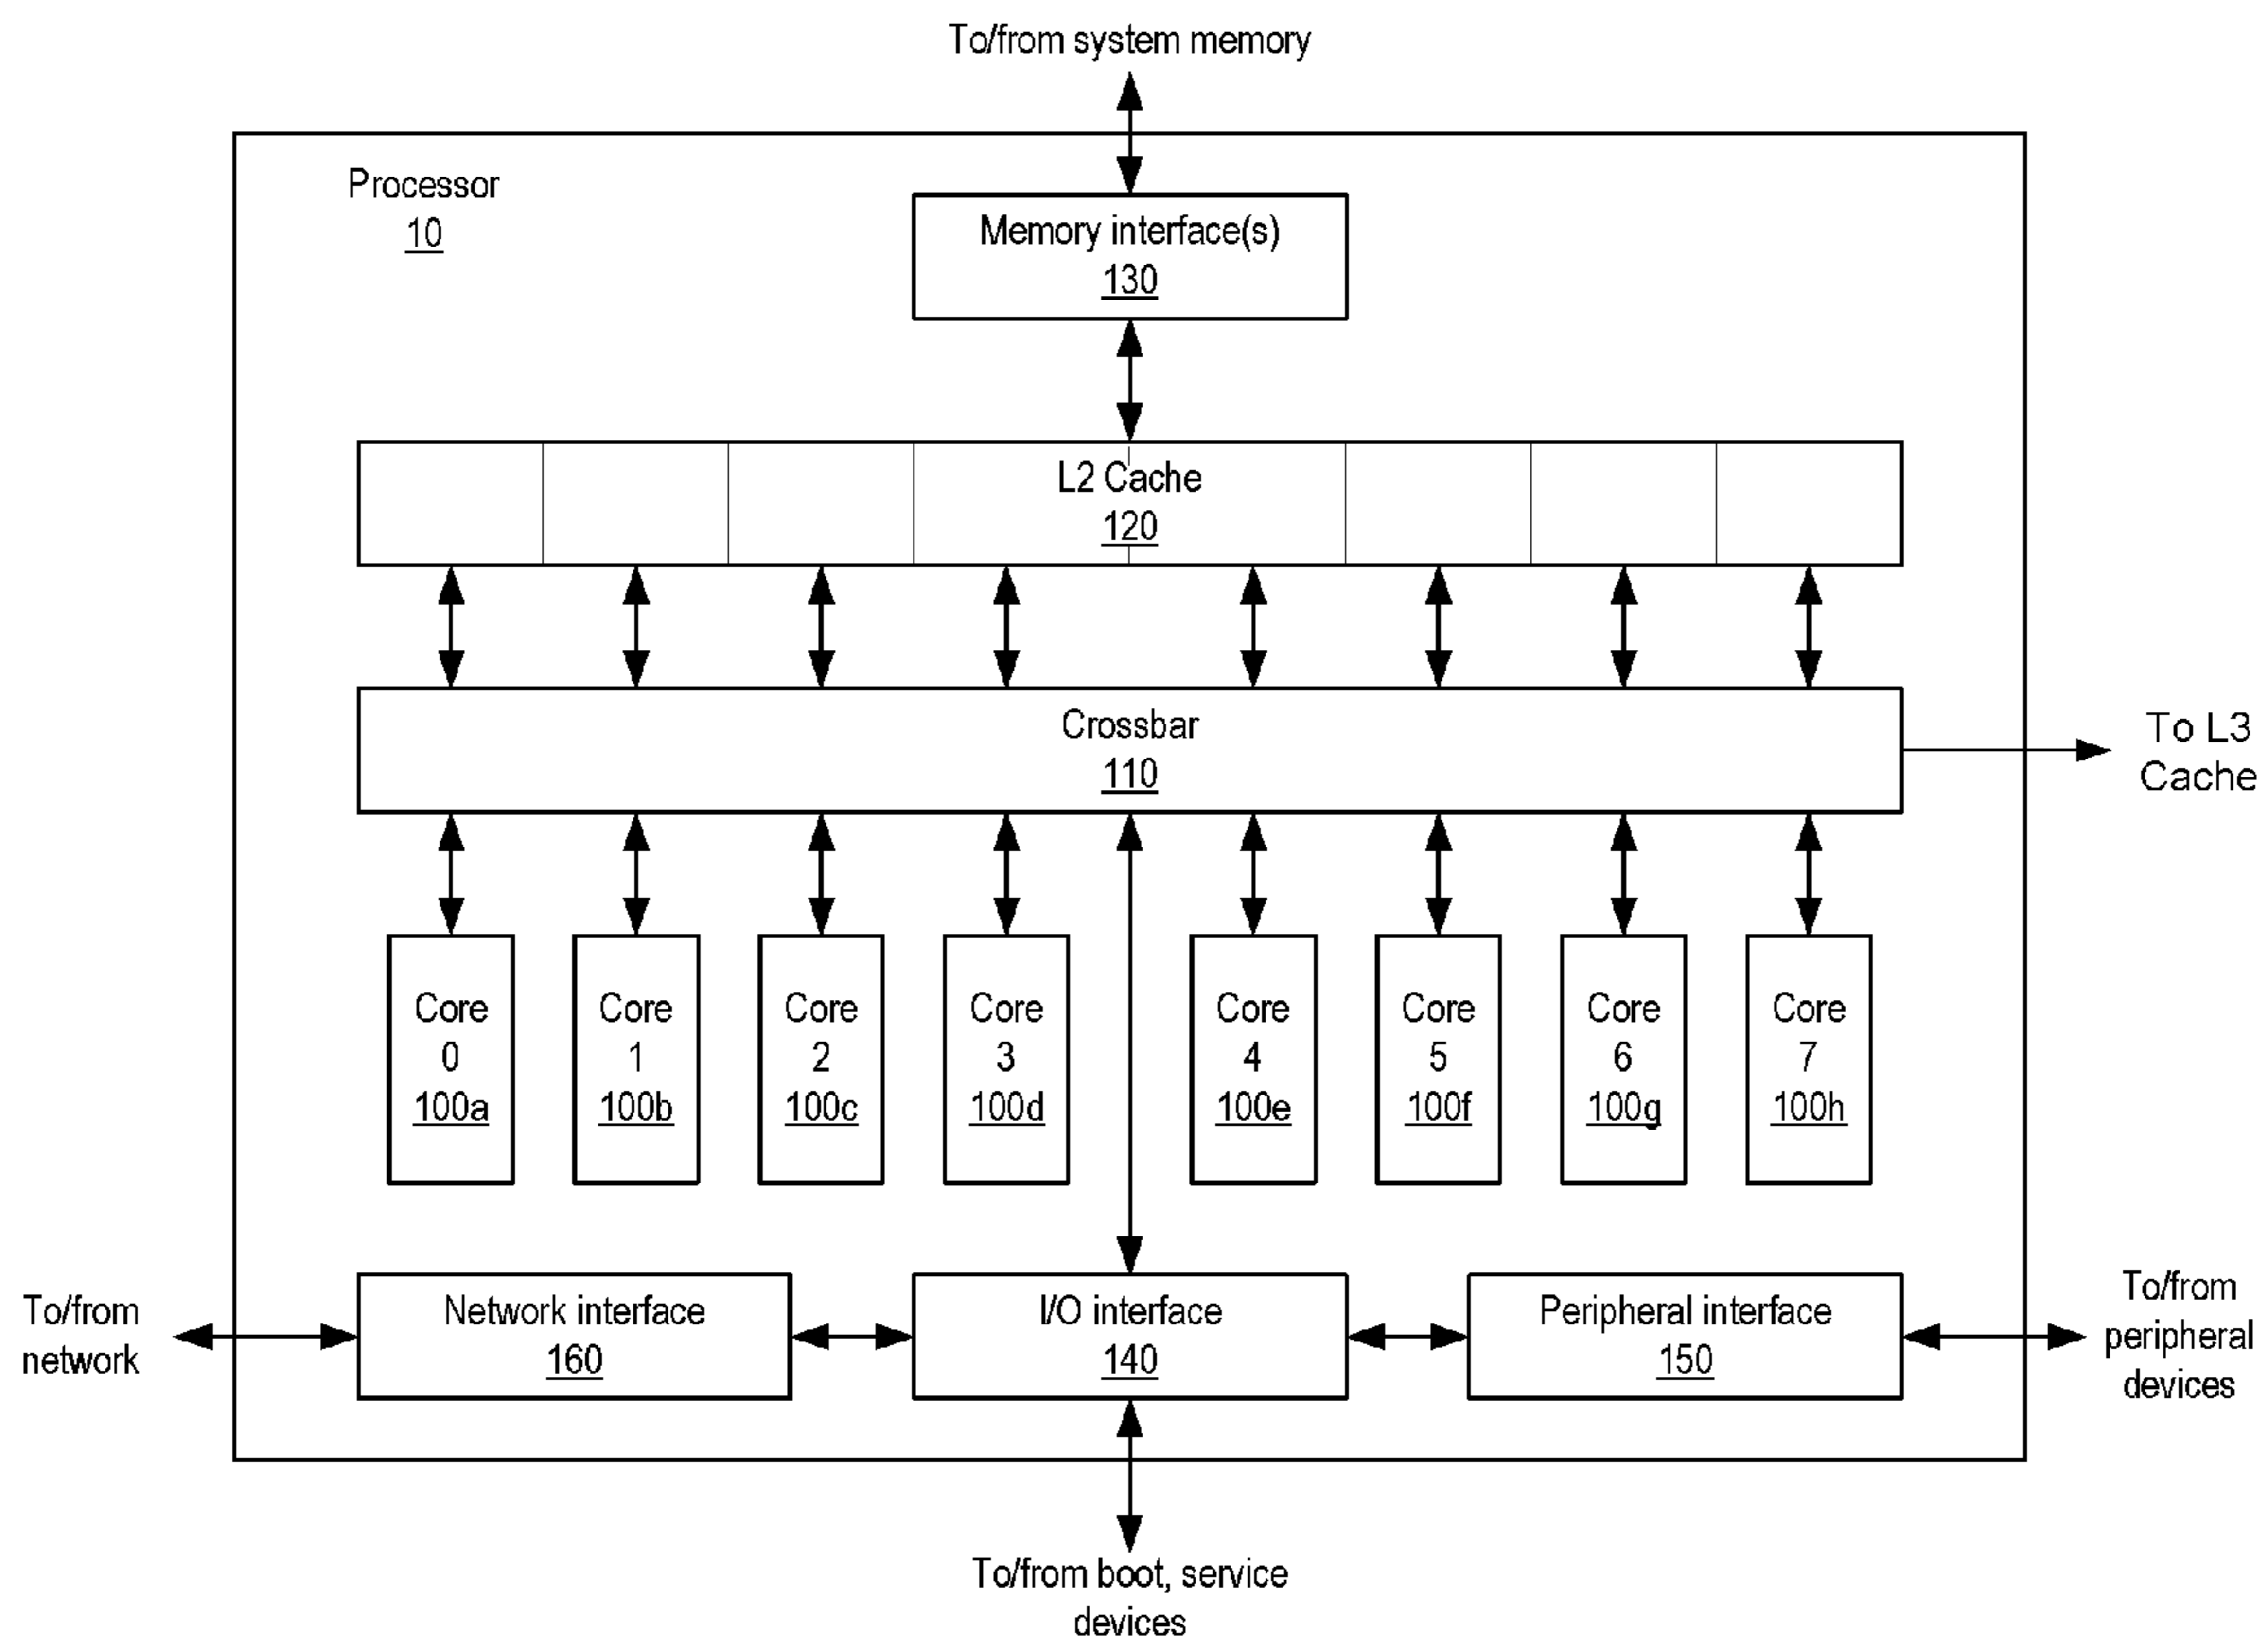 To/from system memory
Processor
10
Memory interface(s)
130
L2 Cache
120
Crossbar
110
To L3
Cache
Core
0
100a
Core
1
100b
Core
2
100c
Core
3
100d
Core
4
100e
Core
5
100f
Core
6
100g
Core
7
100h
To/from
network
Network interface
160
I/O interface
140
Peripheral interface
150
To/from
peripheral
devices
To/from boot, service
devices